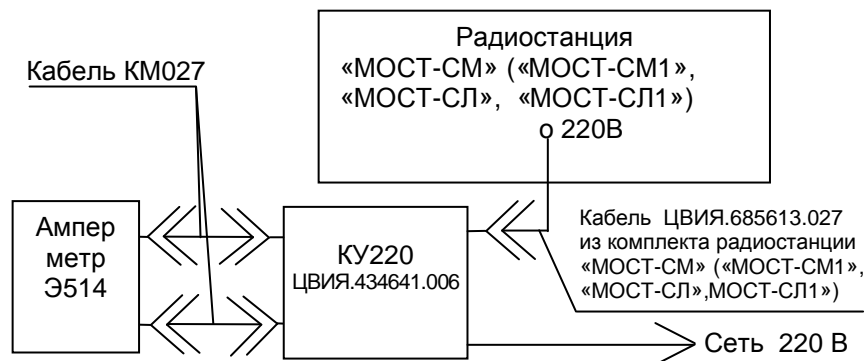 Радиостанция
«МОСТ-СМ» («МОСТ-СМ1»,
«МОСТ-СЛ», «МОСТ-СЛ1»)
о 220В
Кабель КМ027
Ампер
метр
Э514
КУ220
ЦВИЯ.434641.006
Кабель ЦВИЯ.685613.027
из комплекта радиостанции
«МОСТ-СМ» («МОСТ-СМ1»,
«МОСТ-СЛ»,МОСТ-СЛ1»)
Сеть 220 В